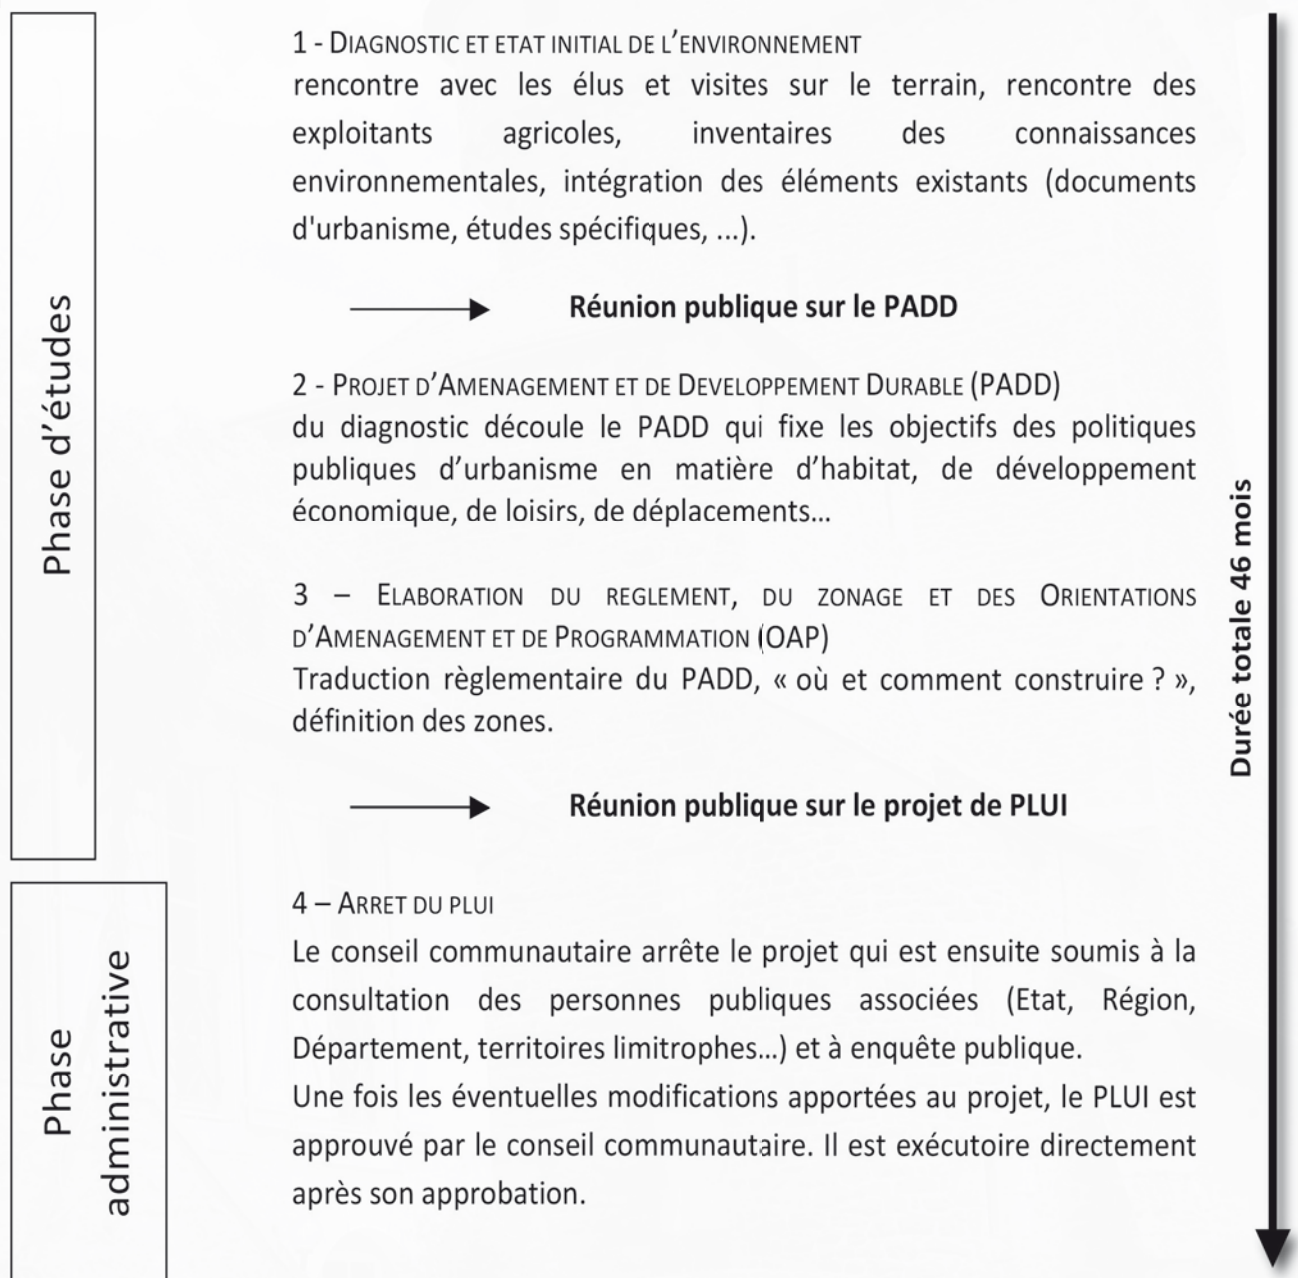 Phase d'études
1 - DIAGNOSTIC ET ETAT INITIAL DE L'ENVIRONNEMENT
rencontre avec les élus et visites sur le terrain, rencontre des
exploitants agricoles, inventaires des connaissances
environnementales, intégration des éléments existants (documents
d'urbanisme, études spécifiques, ...).
Réunion publique sur le PADD
2 - PROJET D'AMENAGEMENT ET DE DEVELOPPEMENT DURABLE (PADD)
du diagnostic découle le PADD qui fixe les objectifs des politiques
publiques d'urbanisme en matière d'habitat, de développement
économique, de loisirs, de déplacements...
3 – ELABORATION DU REGLEMENT, DU ZONAGE ET DES ORIENTATIONS
D'AMENAGEMENT ET DE PROGRAMMATION (OAP)
Traduction règlementaire du PADD, « où et comment construire ? »,
définition des zones.
Réunion publique sur le projet de PLUI
Phase
administrative
4 – ARRET DU PLUI
Le conseil communautaire arrête le projet qui est ensuite soumis à la
consultation des personnes publiques associées (Etat, Région,
Département, territoires limitrophes...) et à enquête publique.
Une fois les éventuelles modifications apportées au projet, le PLUI est
approuvé par le conseil communautaire. Il est exécutoire directement
après son approbation.
Durée totale 46 mois